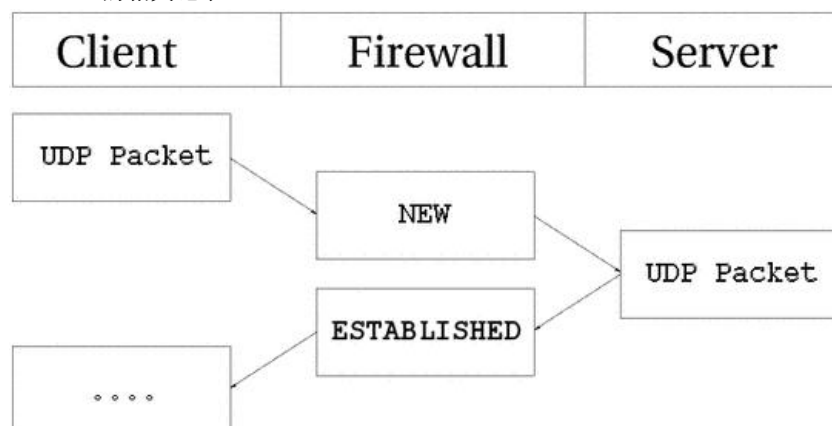 Client Firewall Server
UDP Packet
NEW
UDP Packet
ESTABLISHED
....